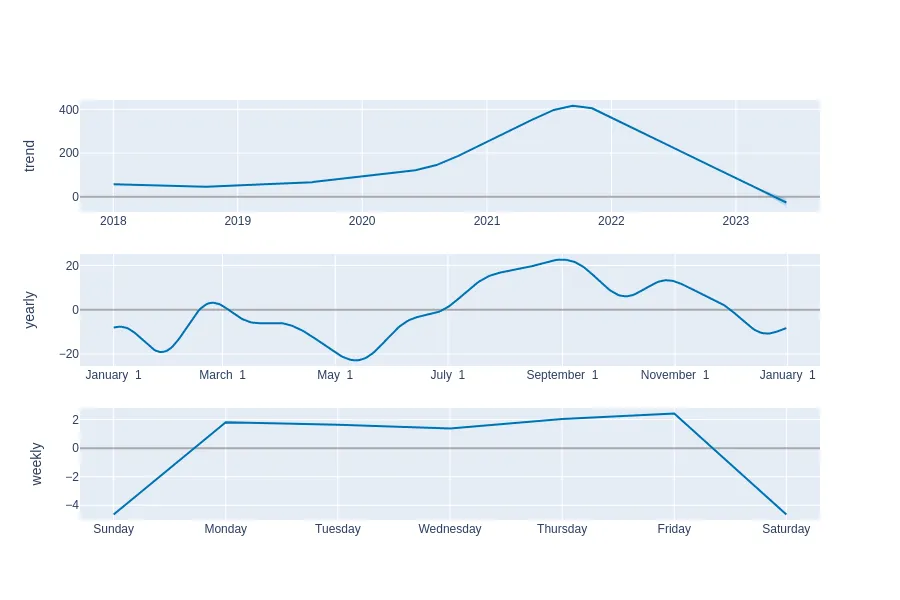 trend
400
200
0
2018 2019 2020 2021 2022 2023
yearly
20
0
−20
January 1 March 1 May 1 July 1 September 1 November 1 January 1
weekly
2
0
−2
−4
Sunday Monday Tuesday Wednesday Thursday Friday Saturday